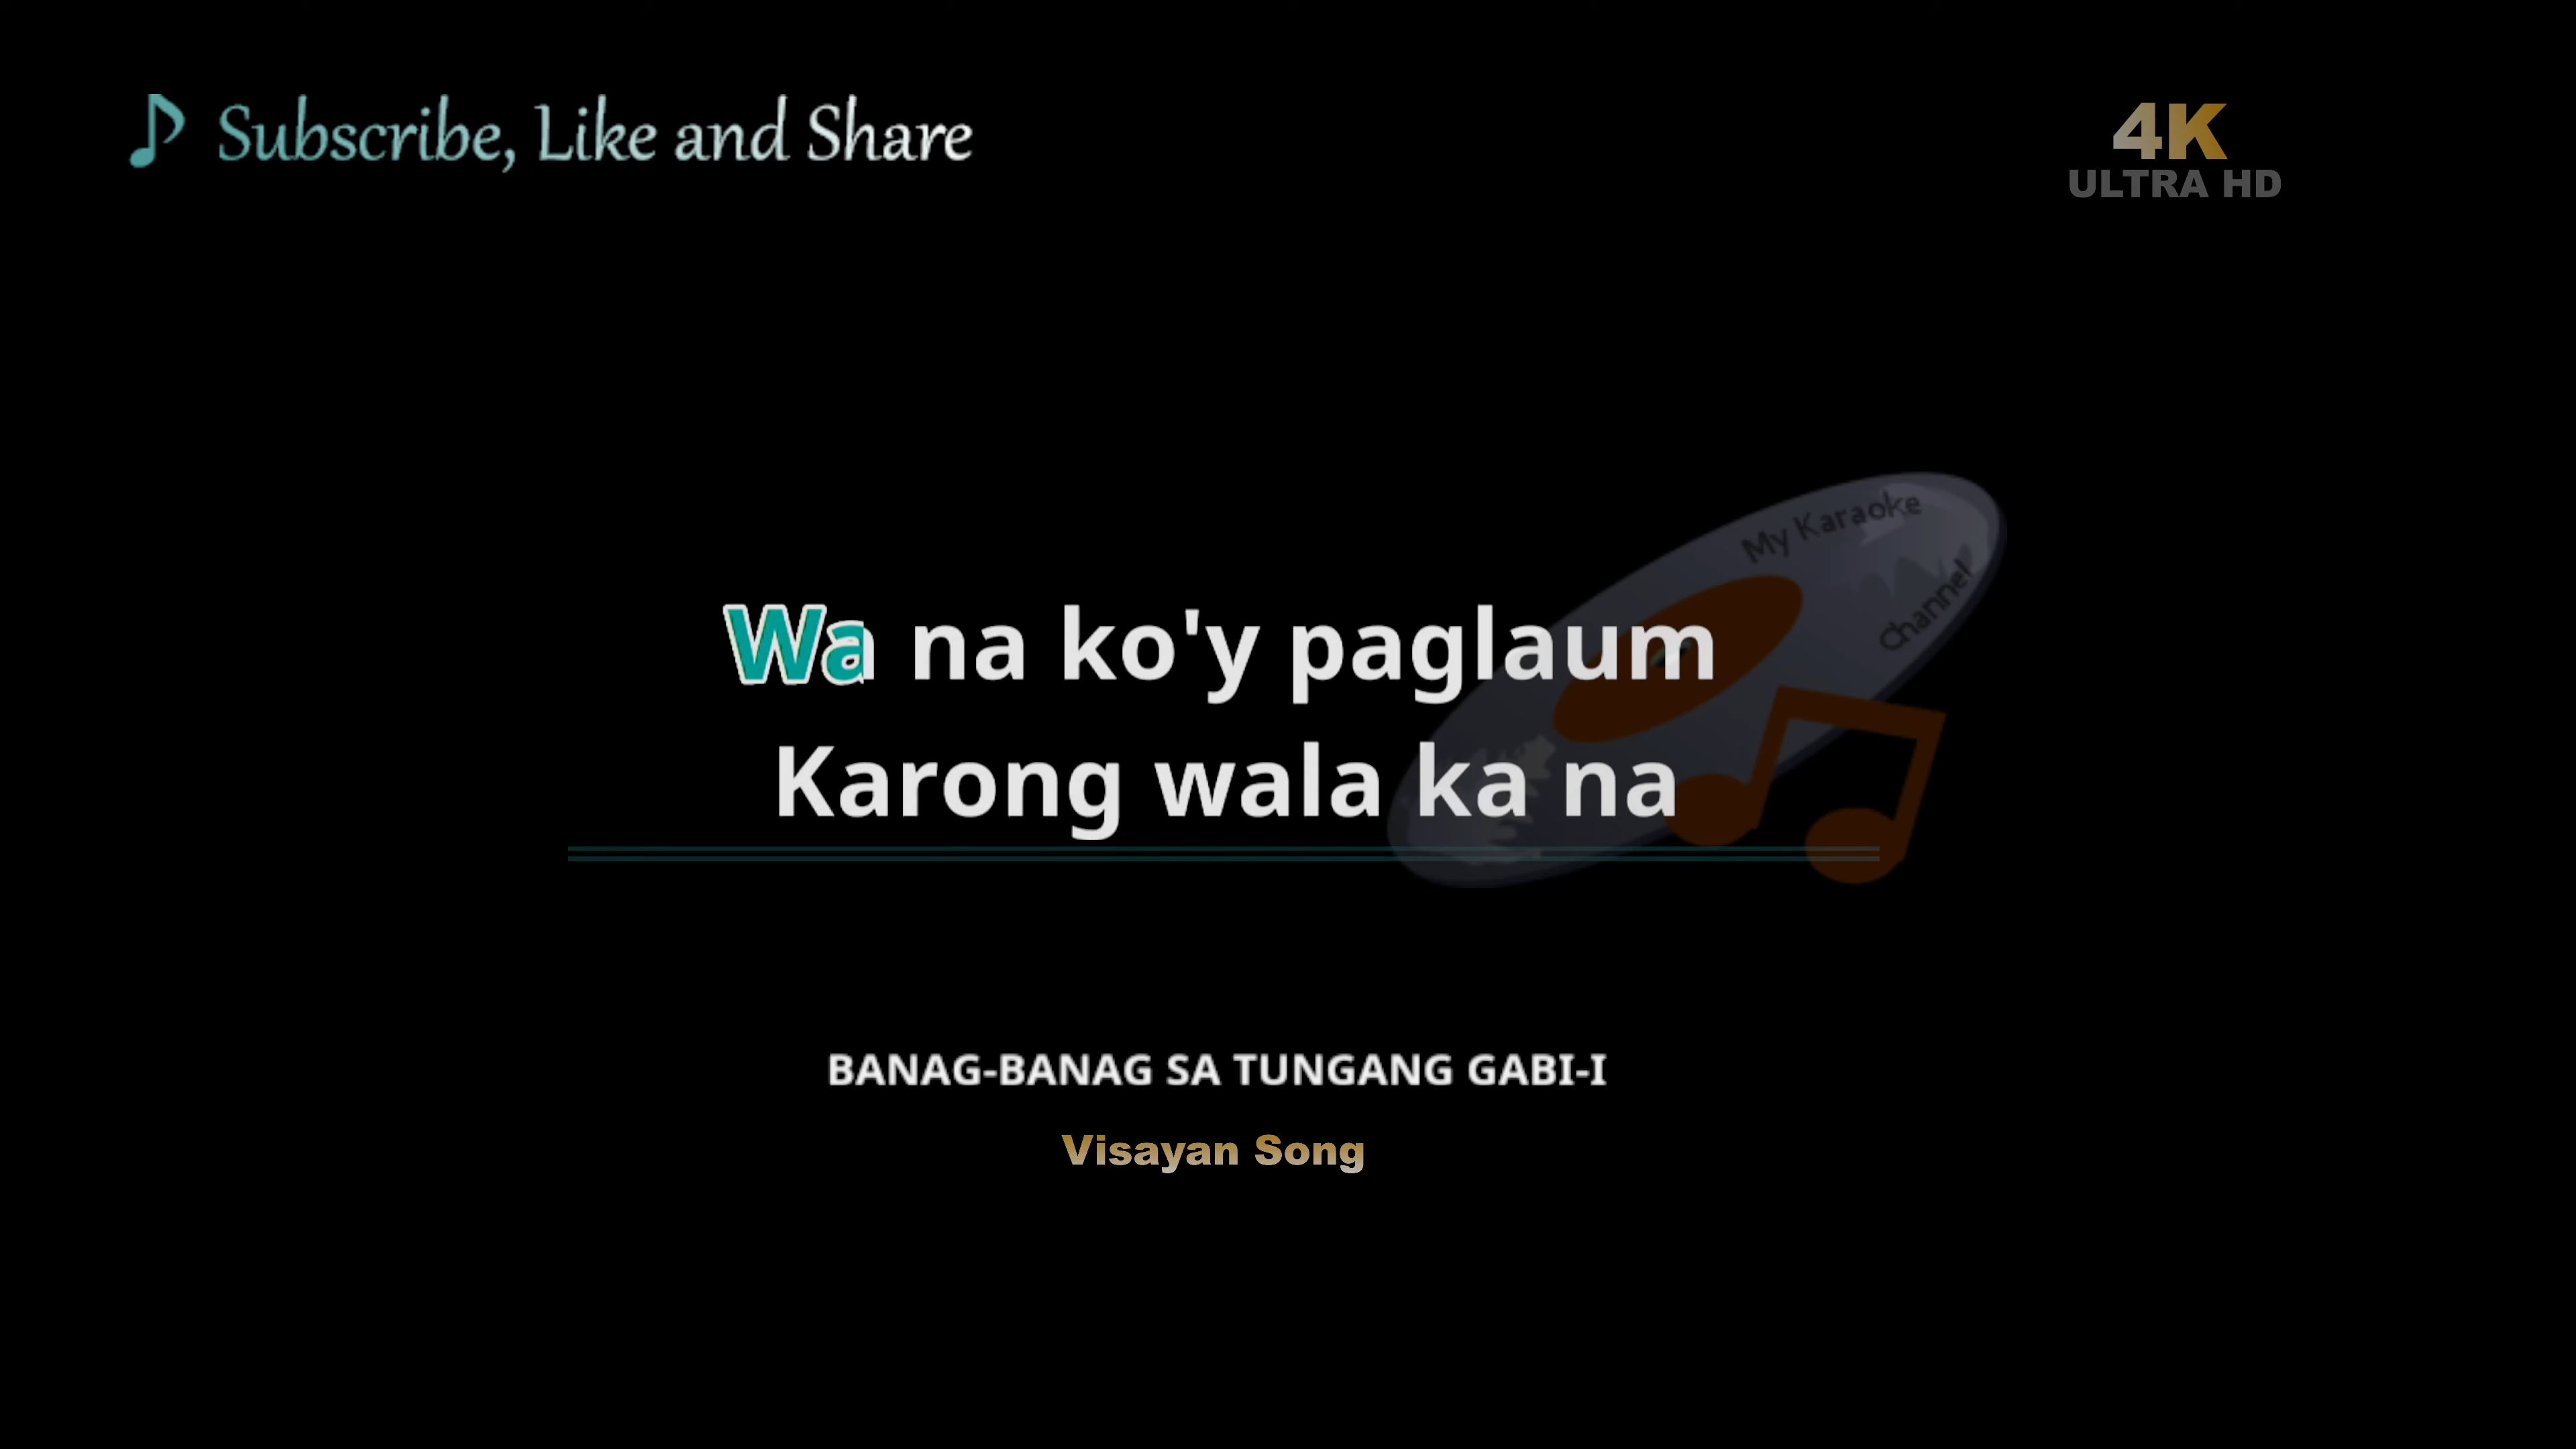 Subscribe, Like and Share
4K
ULTRA HD
My Karaoke
Channel
Wa na ko'y paglaum
Karong wala ka na
BANAG-BANAG SA TUNGANG GABI-I
Visayan Song